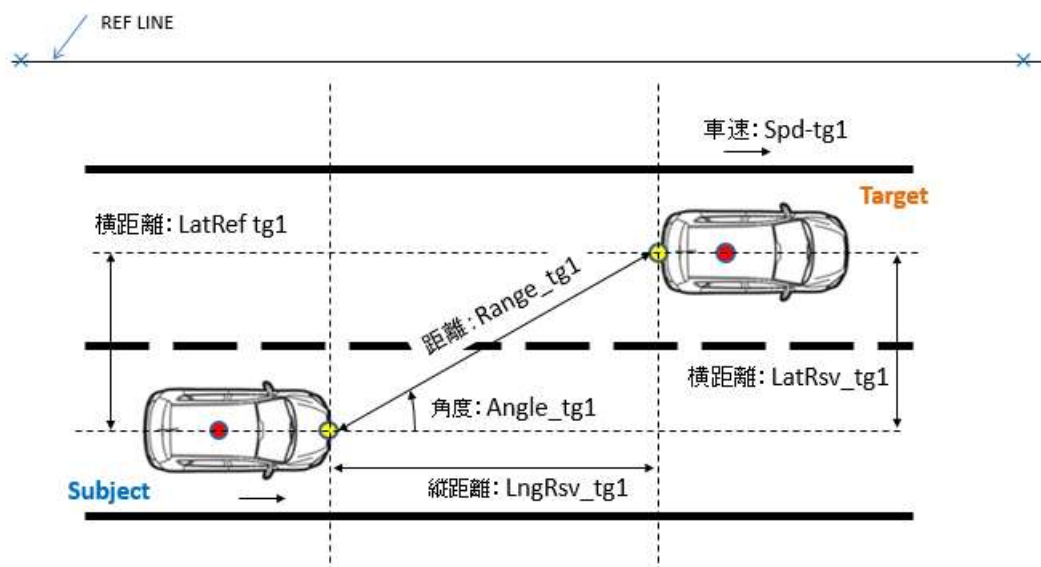 REF LINE
車速: Spd-tg1
Target
横距離: LatRef tg1
距離: Range_tg1
横距離: LatRsv_tg1
角度: Angle_tg1
縦距離: LngRsv_tg1
Subject